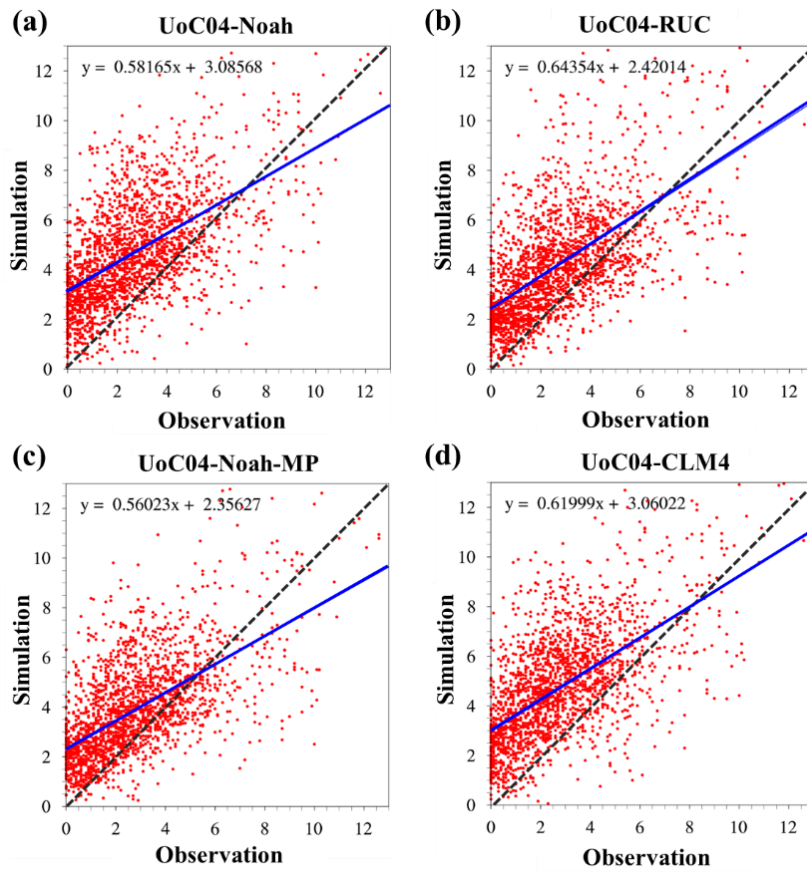 (a) UoC04-Noah
y = 0.58165x + 3.08568
Simulation
12
10
8
6
4
2
0
0 2 4 6 8 10 12
Observation
(b) UoC04-RUC
y = 0.64354x + 2.42014
Simulation
12
10
8
6
4
2
0
0 2 4 6 8 10 12
Observation
(c) UoC04-Noah-MP
y = 0.56023x + 2.35627
Simulation
12
10
8
6
4
2
0
0 2 4 6 8 10 12
Observation
(d) UoC04-CLM4
y = 0.61999x + 3.06022
Simulation
12
10
8
6
4
2
0
0 2 4 6 8 10 12
Observation